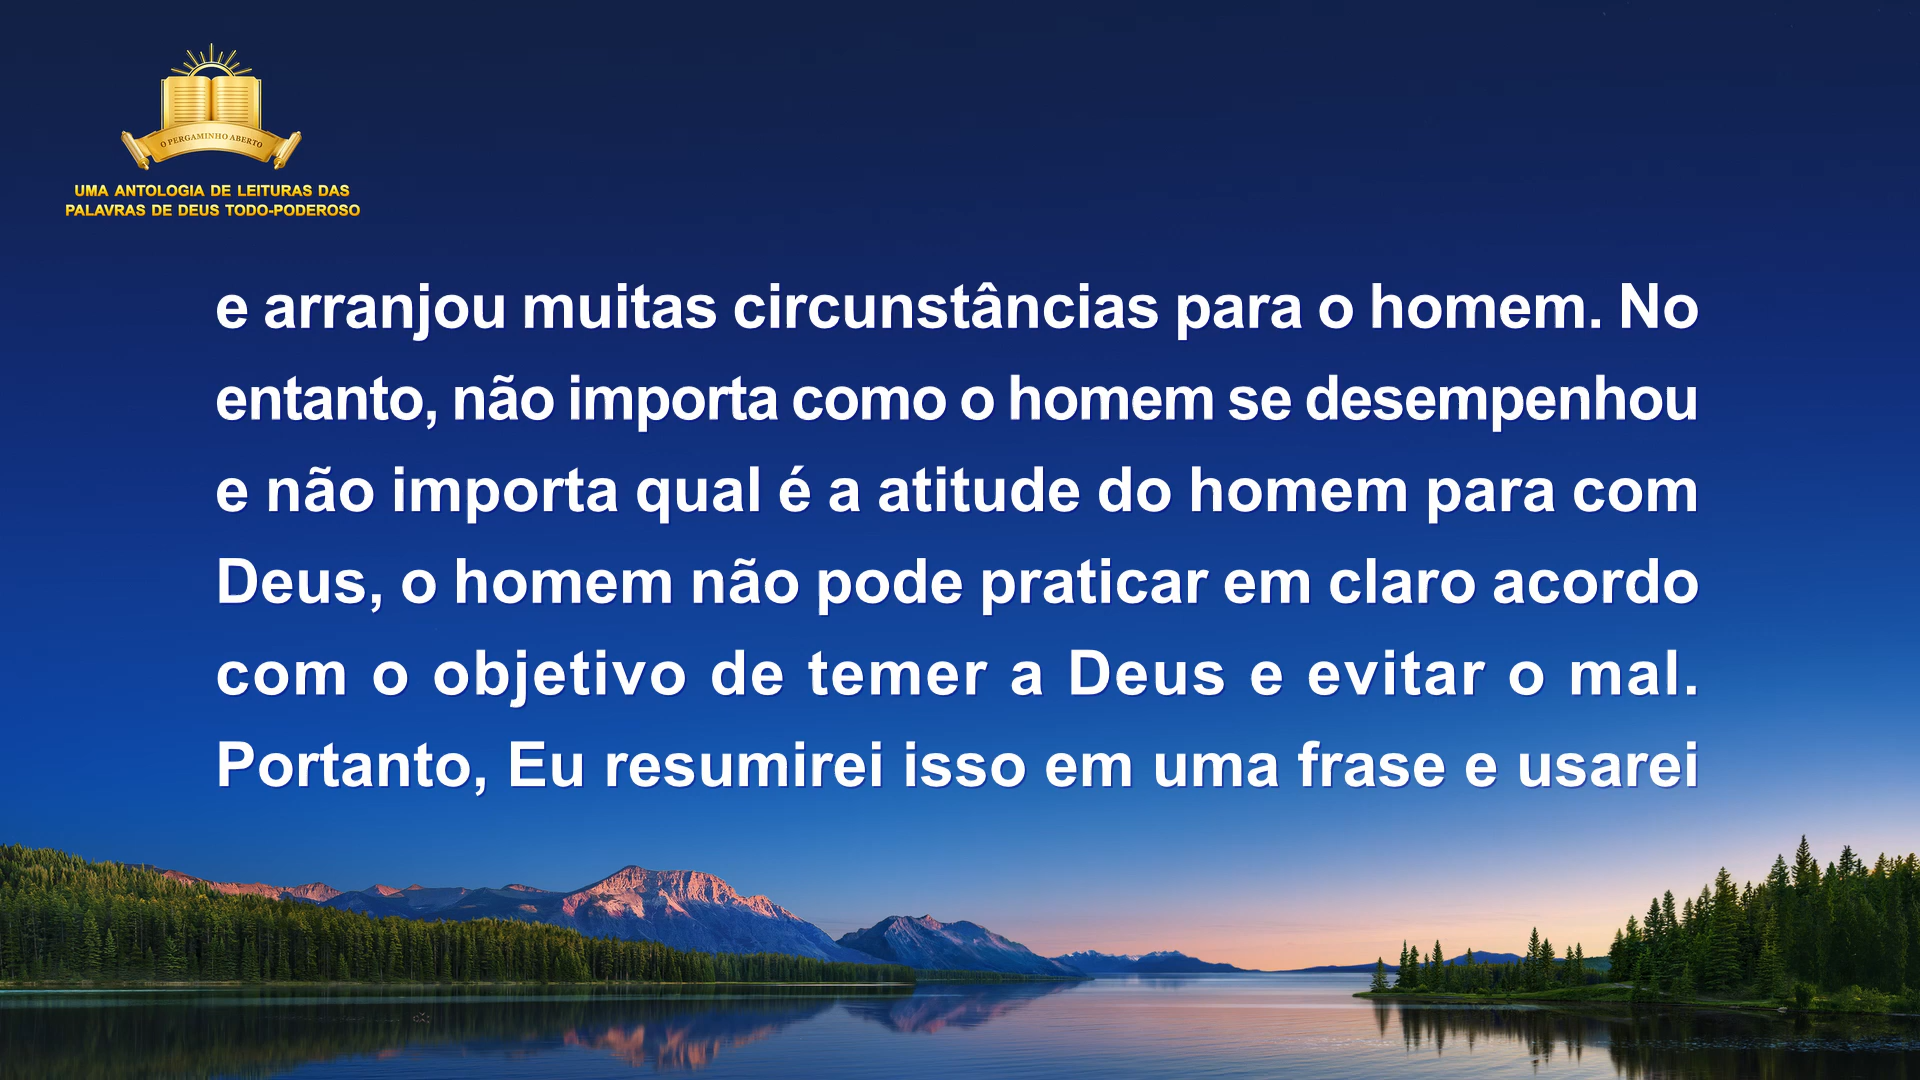 O PERGAMINHO ABERTO
UMA ANTOLOGIA DE LEITURAS DAS
PALAVRAS DE DEUS TODO-PODEROSO
e arranjou muitas circunstâncias para o homem. No
entanto, não importa como o homem se desempenhou
e não importa qual é a atitude do homem para com
Deus, o homem não pode praticar em claro acordo
com o objetivo de temer a Deus e evitar o mal.
Portanto, Eu resumirei isso em uma frase e usarei